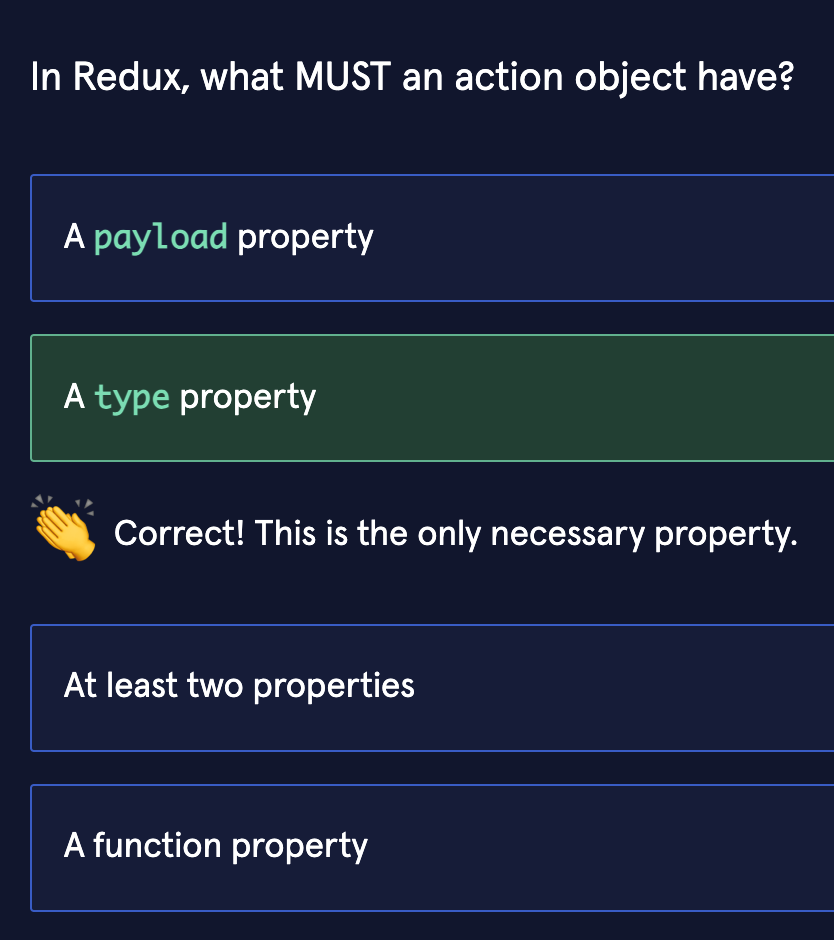 In Redux, what MUST an action object have?
A payload property
A type property
Correct! This is the only necessary property.
At least two properties
A function property